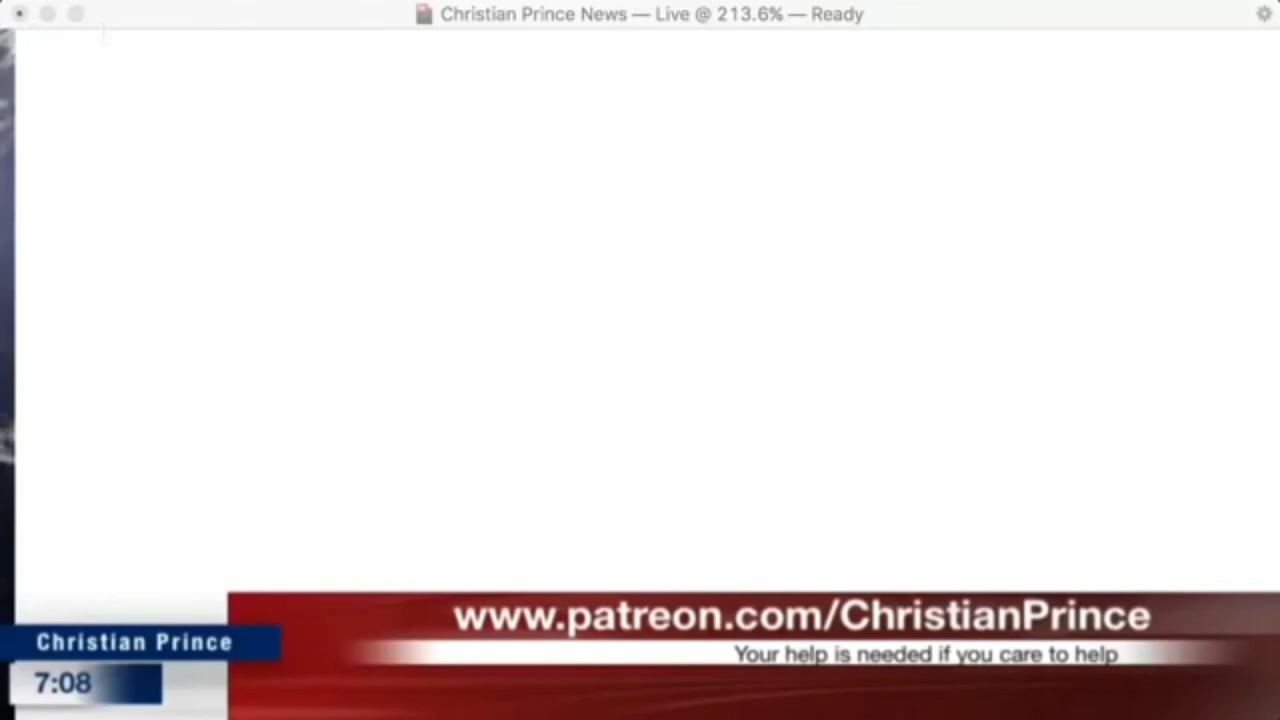 Christian Prince News — Live @ 213.6% — Ready
www.patreon.com/ChristianPrince
Your help is needed if you care to help
Christian Prince
7:08